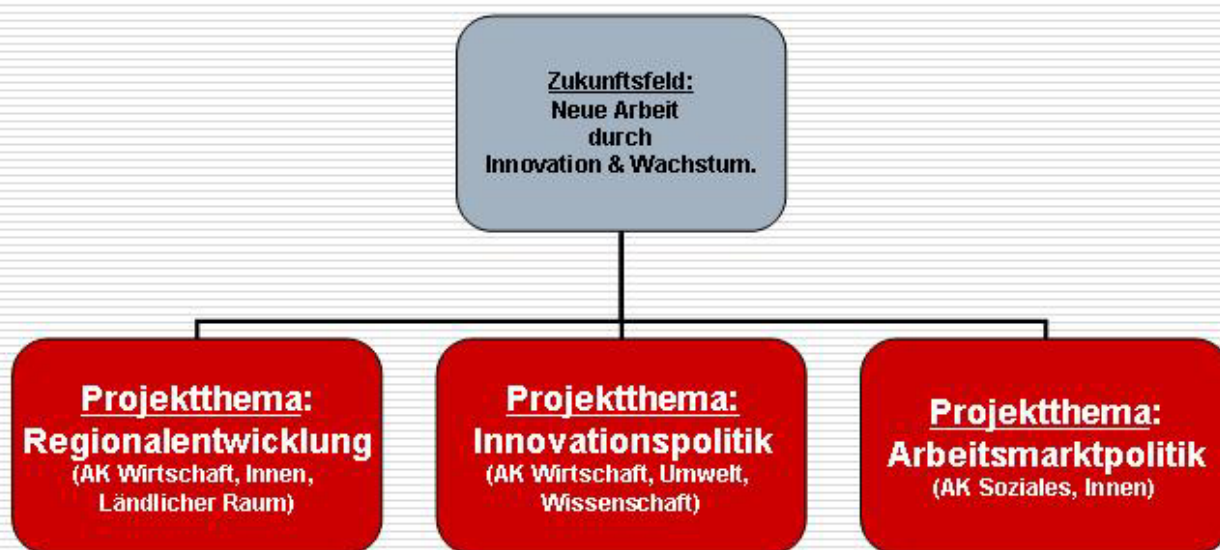 Zukunftsfeld:
Neue Arbeit
durch
Innovation & Wachstum.
Projektthema:
Regionalentwicklung
(AK Wirtschaft, Innen,
Ländlicher Raum)
Projektthema:
Innovationspolitik
(AK Wirtschaft, Umwelt,
Wissenschaft)
Projektthema:
Arbeitsmarktpolitik
(AK Soziales, Innen)